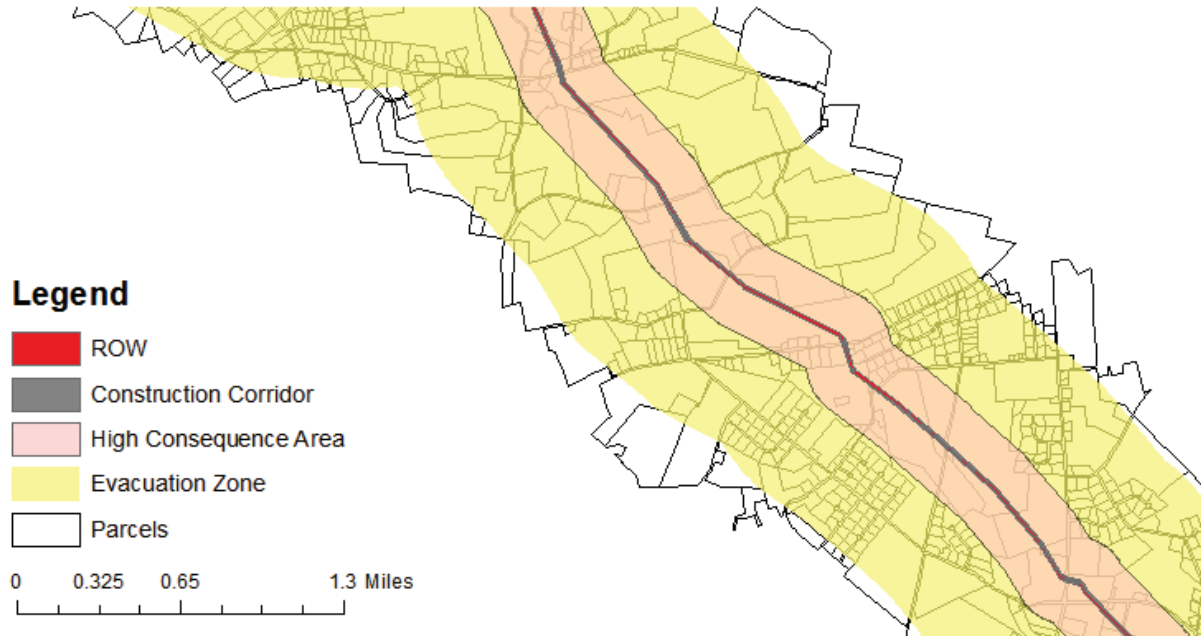 Legend
ROW
Construction Corridor
High Consequence Area
Evacuation Zone
Parcels
0 0.325 0.65 1.3 Miles